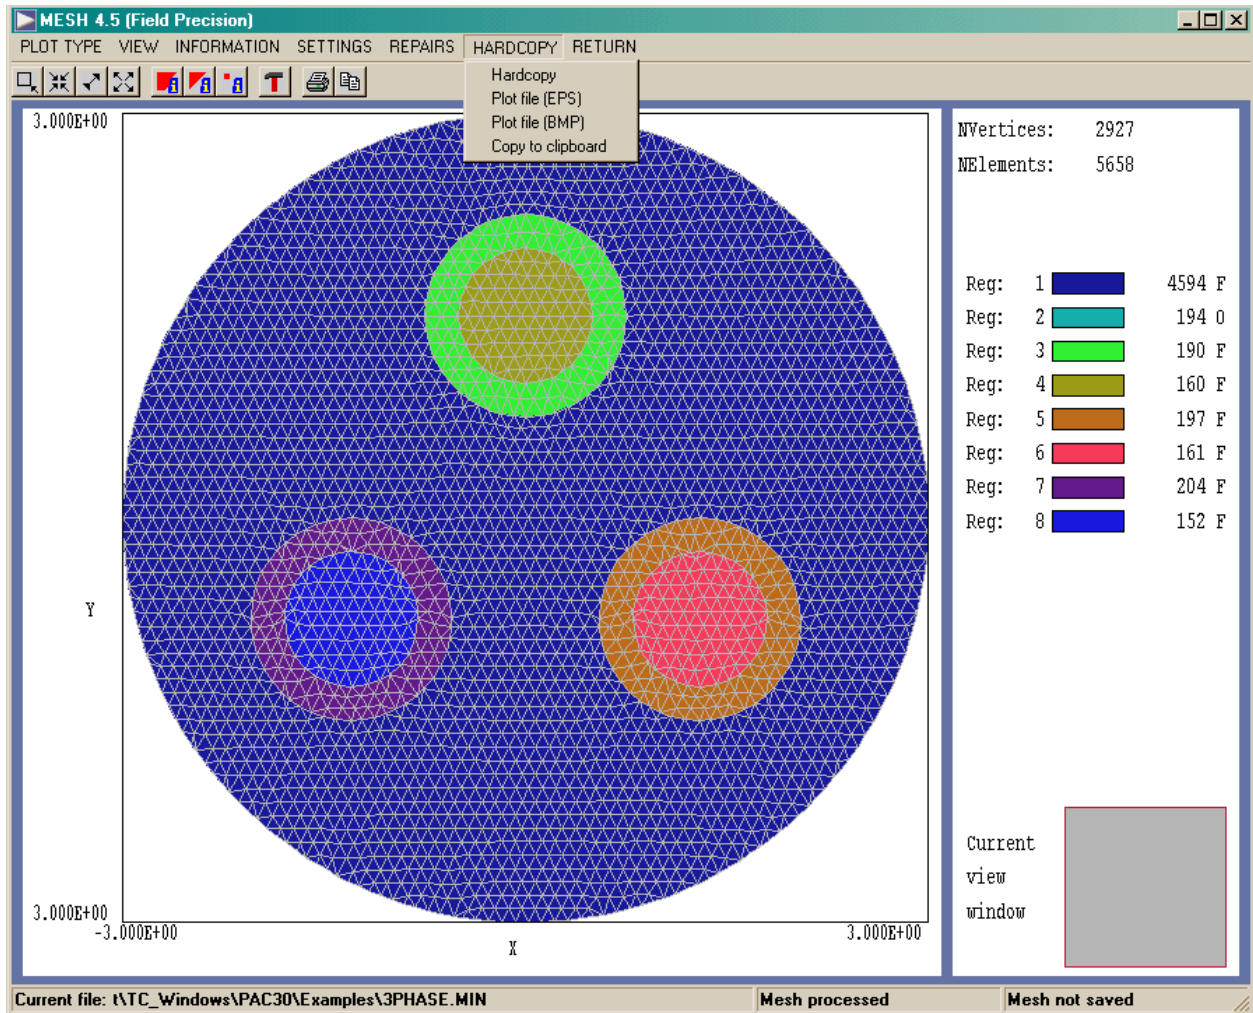 MESH 4.5 (Field Precision)
PLOT TYPE VIEW INFORMATION SETTINGS REPAIRS HARDCOPY RETURN
Hardcopy
Plot file (EPS)
Plot file (BMP)
Copy to clipboard
3.000E+00
Y
3.000E+00
-3.000E+00
X
3.000E+00
NVertices: 2927
NElements: 5658
Reg: 1 4594 F
Reg: 2 194 O
Reg: 3 190 F
Reg: 4 160 F
Reg: 5 197 F
Reg: 6 161 F
Reg: 7 204 F
Reg: 8 152 F
Current
view
window
Current file: t\TC_Windows\PAC30\Examples\3PHASE.MIN
Mesh processed
Mesh not saved